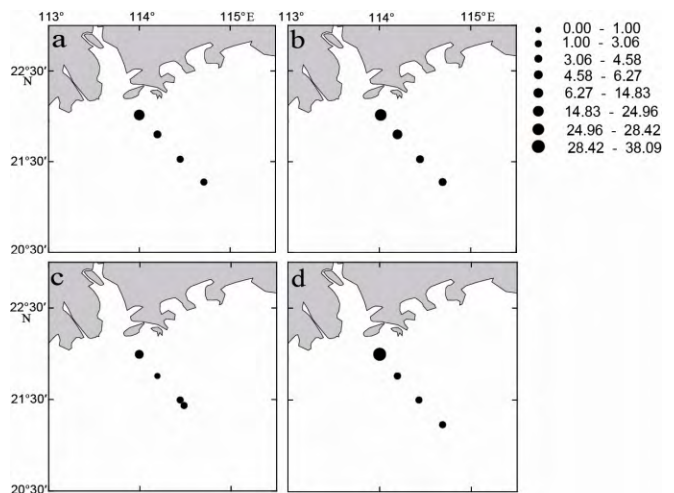 113° 114° 115°E 113° 114° 115°E
a
b
22°30′
N
21°30′
20°30′
c
d
22°30′
N
21°30′
20°30′
0.00 - 1.00
1.00 - 3.06
3.06 - 4.58
4.58 - 6.27
6.27 - 14.83
14.83 - 24.96
24.96 - 28.42
28.42 - 38.09